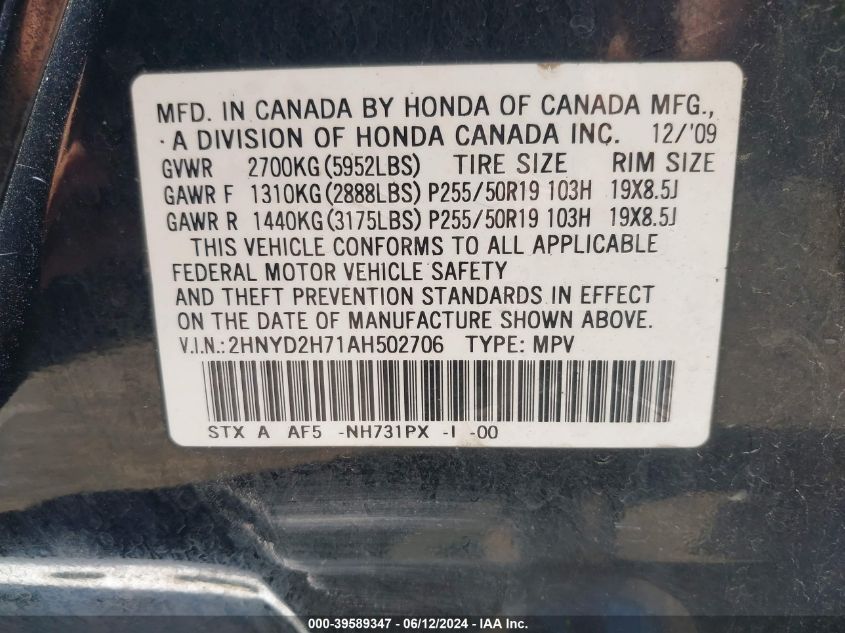 MFD. IN CANADA BY HONDA OF CANADA MFG.,
A DIVISION OF HONDA CANADA INC. 12/'09
GVWR 2700KG(5952LBS) TIRE SIZE RIM SIZE
GAWR F 1310KG(2888LBS) P255/50R19 103H 19X8.5J
GAWR R 1440KG(3175LBS) P255/50R19 103H 19X8.5J
THIS VEHICLE CONFORMS TO ALL APPLICABLE
FEDERAL MOTOR VEHICLE SAFETY
AND THEFT PREVENTION STANDARDS IN EFFECT
ON THE DATE OF MANUFACTURE SHOWN ABOVE.
V.I.N.:2HNYD2H71AH502706 TYPE: MPV
STX A AF5 -NH731PX -I -00
000-39589347 - 06/12/2024 - IAA Inc.